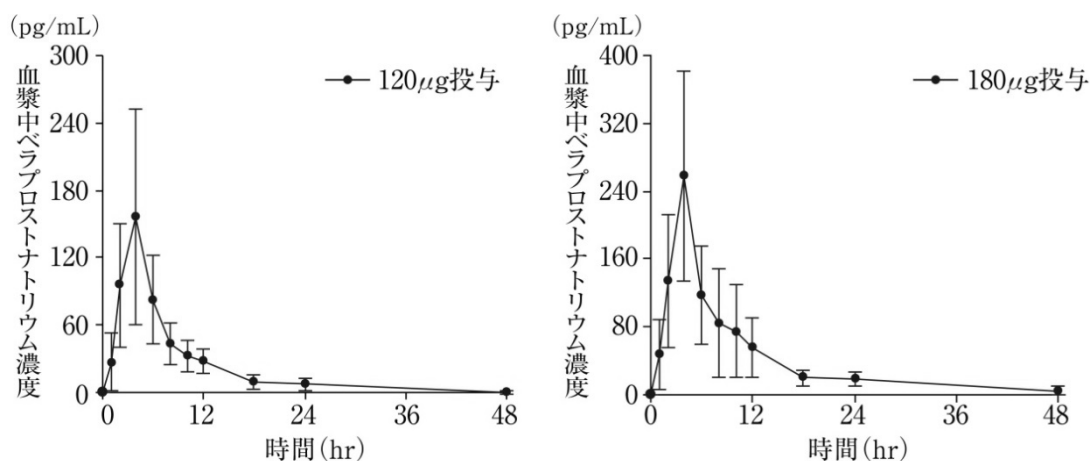 (pg/mL)
300
240
180
120
60
0
血漿中ベラプロストナトリウム濃度
120μg投与
0 12 24 36 48
時間(hr)
(pg/mL)
400
320
240
160
80
0
血漿中ベラプロストナトリウム濃度
180μg投与
0 12 24 36 48
時間(hr)